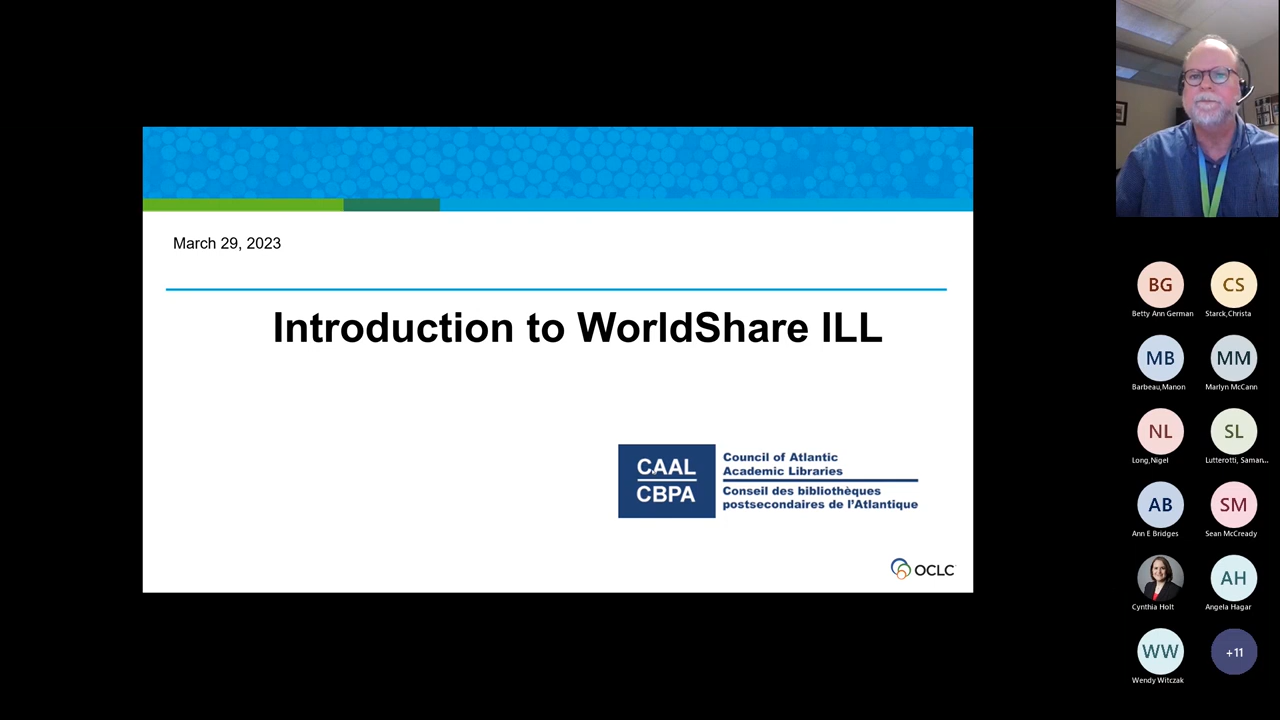 March 29, 2023
Introduction to WorldShare ILL
CAAL
CBPA
Council of Atlantic
Academic Libraries
Conseil des bibliothèques
postsecondaires de l'Atlantique
OCLC
BG
Betty Ann German
CS
Starck,Christa
MB
Barbeau,Manon
MM
Marlyn McCann
NL
Long,Nigel
SL
Lutterotti, Saman...
AB
Ann E Bridges
SM
Sean McCready
Cynthia Holt
AH
Angela Hagar
WW
Wendy Witczak
+11